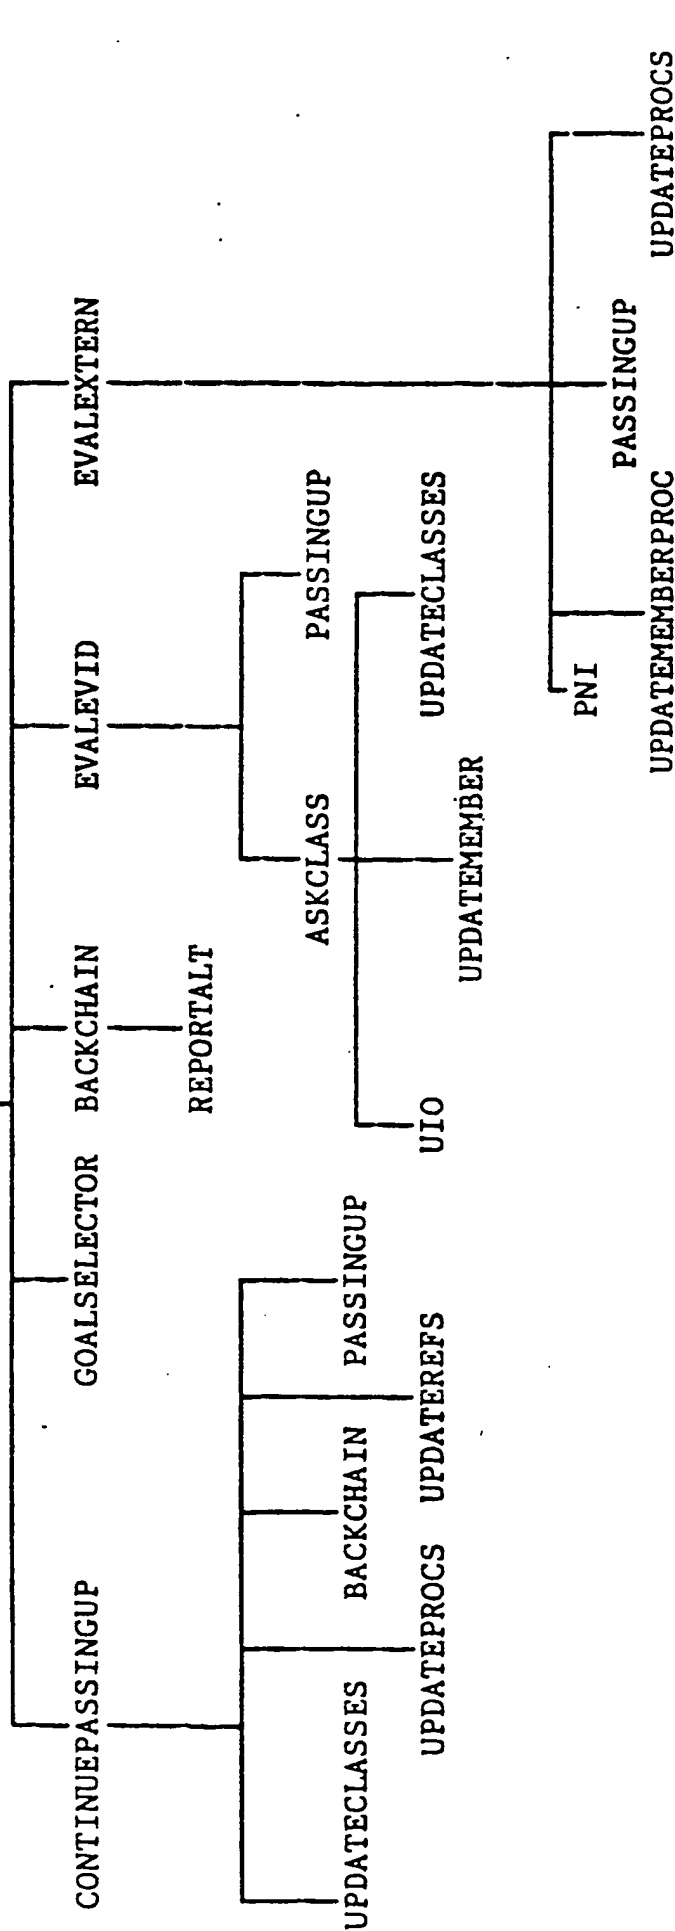 CONTINUEPASSINGUP GOALSELECTOR BACKCHAIN EVALEVID EVALEXTERN
REPORTALT
ASKCLASS PASSINGUP
UPDATECLASSES BACKCHAIN PASSINGUP
UPDATEPROCS UPDATEREFS UIO UPDATECLASSES
UPDATEMEMBER
PNI
PASSINGUP
UPDATEMEMBERPROC UPDATEPROCS